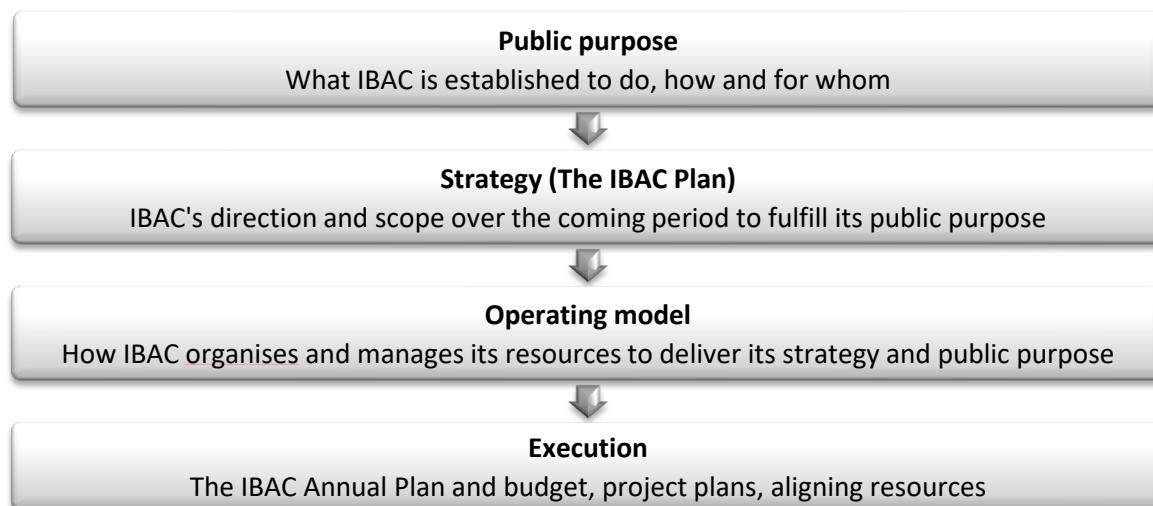 Public purpose
What IBAC is established to do, how and for whom
Strategy (The IBAC Plan)
IBAC's direction and scope over the coming period to fulfill its public purpose
Operating model
How IBAC organises and manages its resources to deliver its strategy and public purpose
Execution
The IBAC Annual Plan and budget, project plans, aligning resources